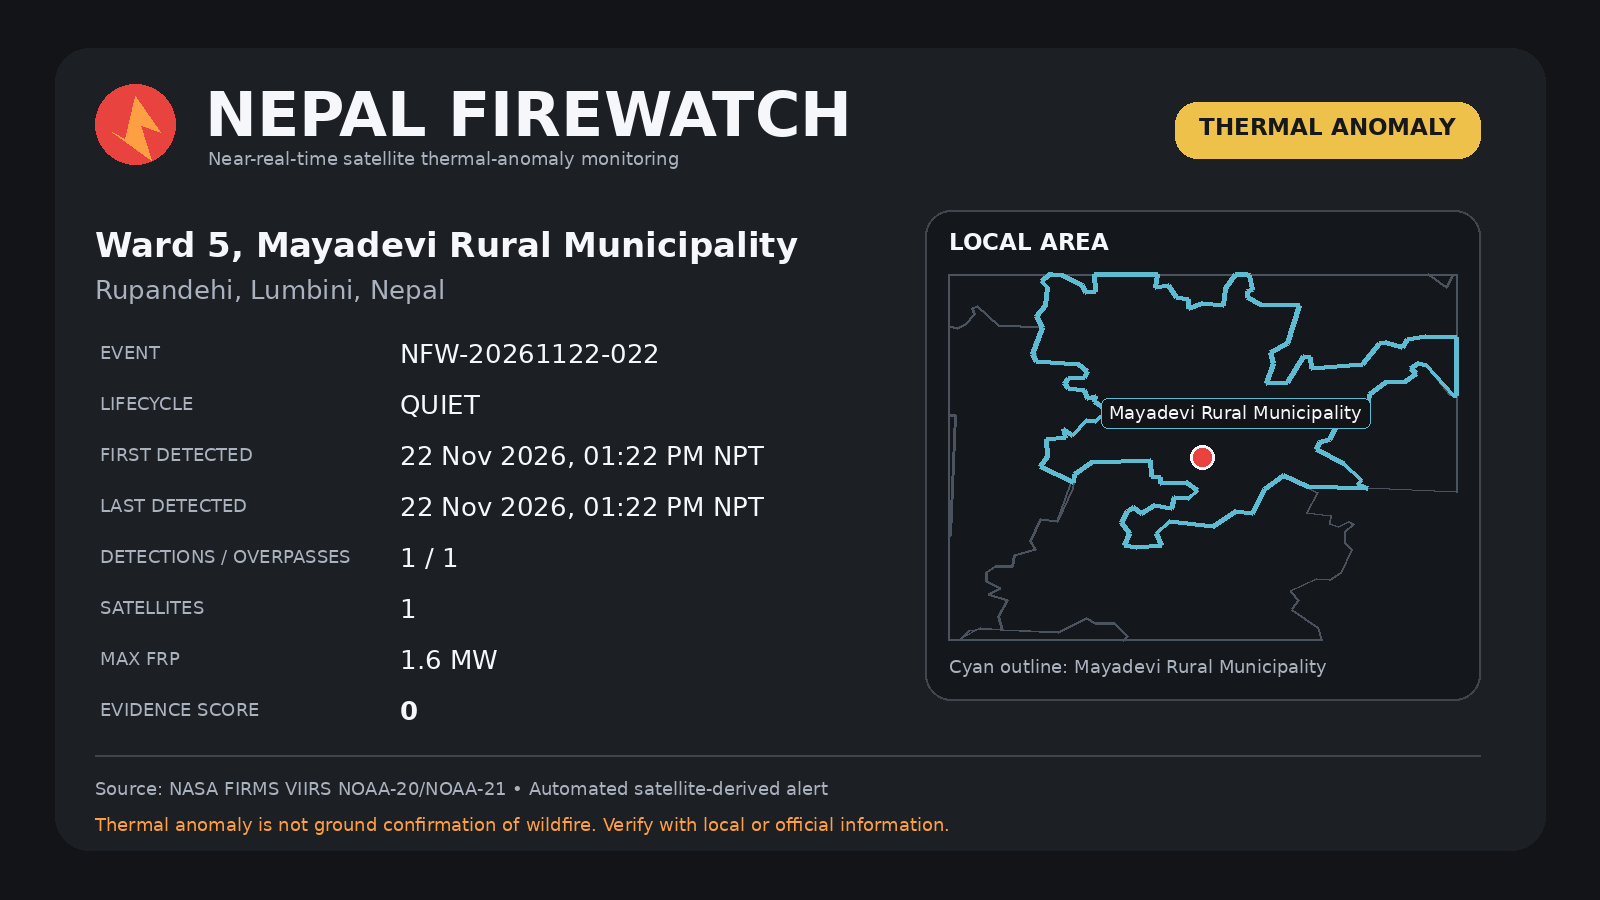 NEPAL FIREWATCH
Near-real-time satellite thermal-anomaly monitoring
THERMAL ANOMALY
Ward 5, Mayadevi Rural Municipality
Rupandehi, Lumbini, Nepal
EVENT NFW-20261122-022
LIFECYCLE QUIET
FIRST DETECTED 22 Nov 2026, 01:22 PM NPT
LAST DETECTED 22 Nov 2026, 01:22 PM NPT
DETECTIONS / OVERPASSES 1 / 1
SATELLITES 1
MAX FRP 1.6 MW
EVIDENCE SCORE 0
LOCAL AREA
Mayadevi Rural Municipality
Cyan outline: Mayadevi Rural Municipality
Source: NASA FIRMS VIIRS NOAA-20/NOAA-21 • Automated satellite-derived alert
Thermal anomaly is not ground confirmation of wildfire. Verify with local or official information.